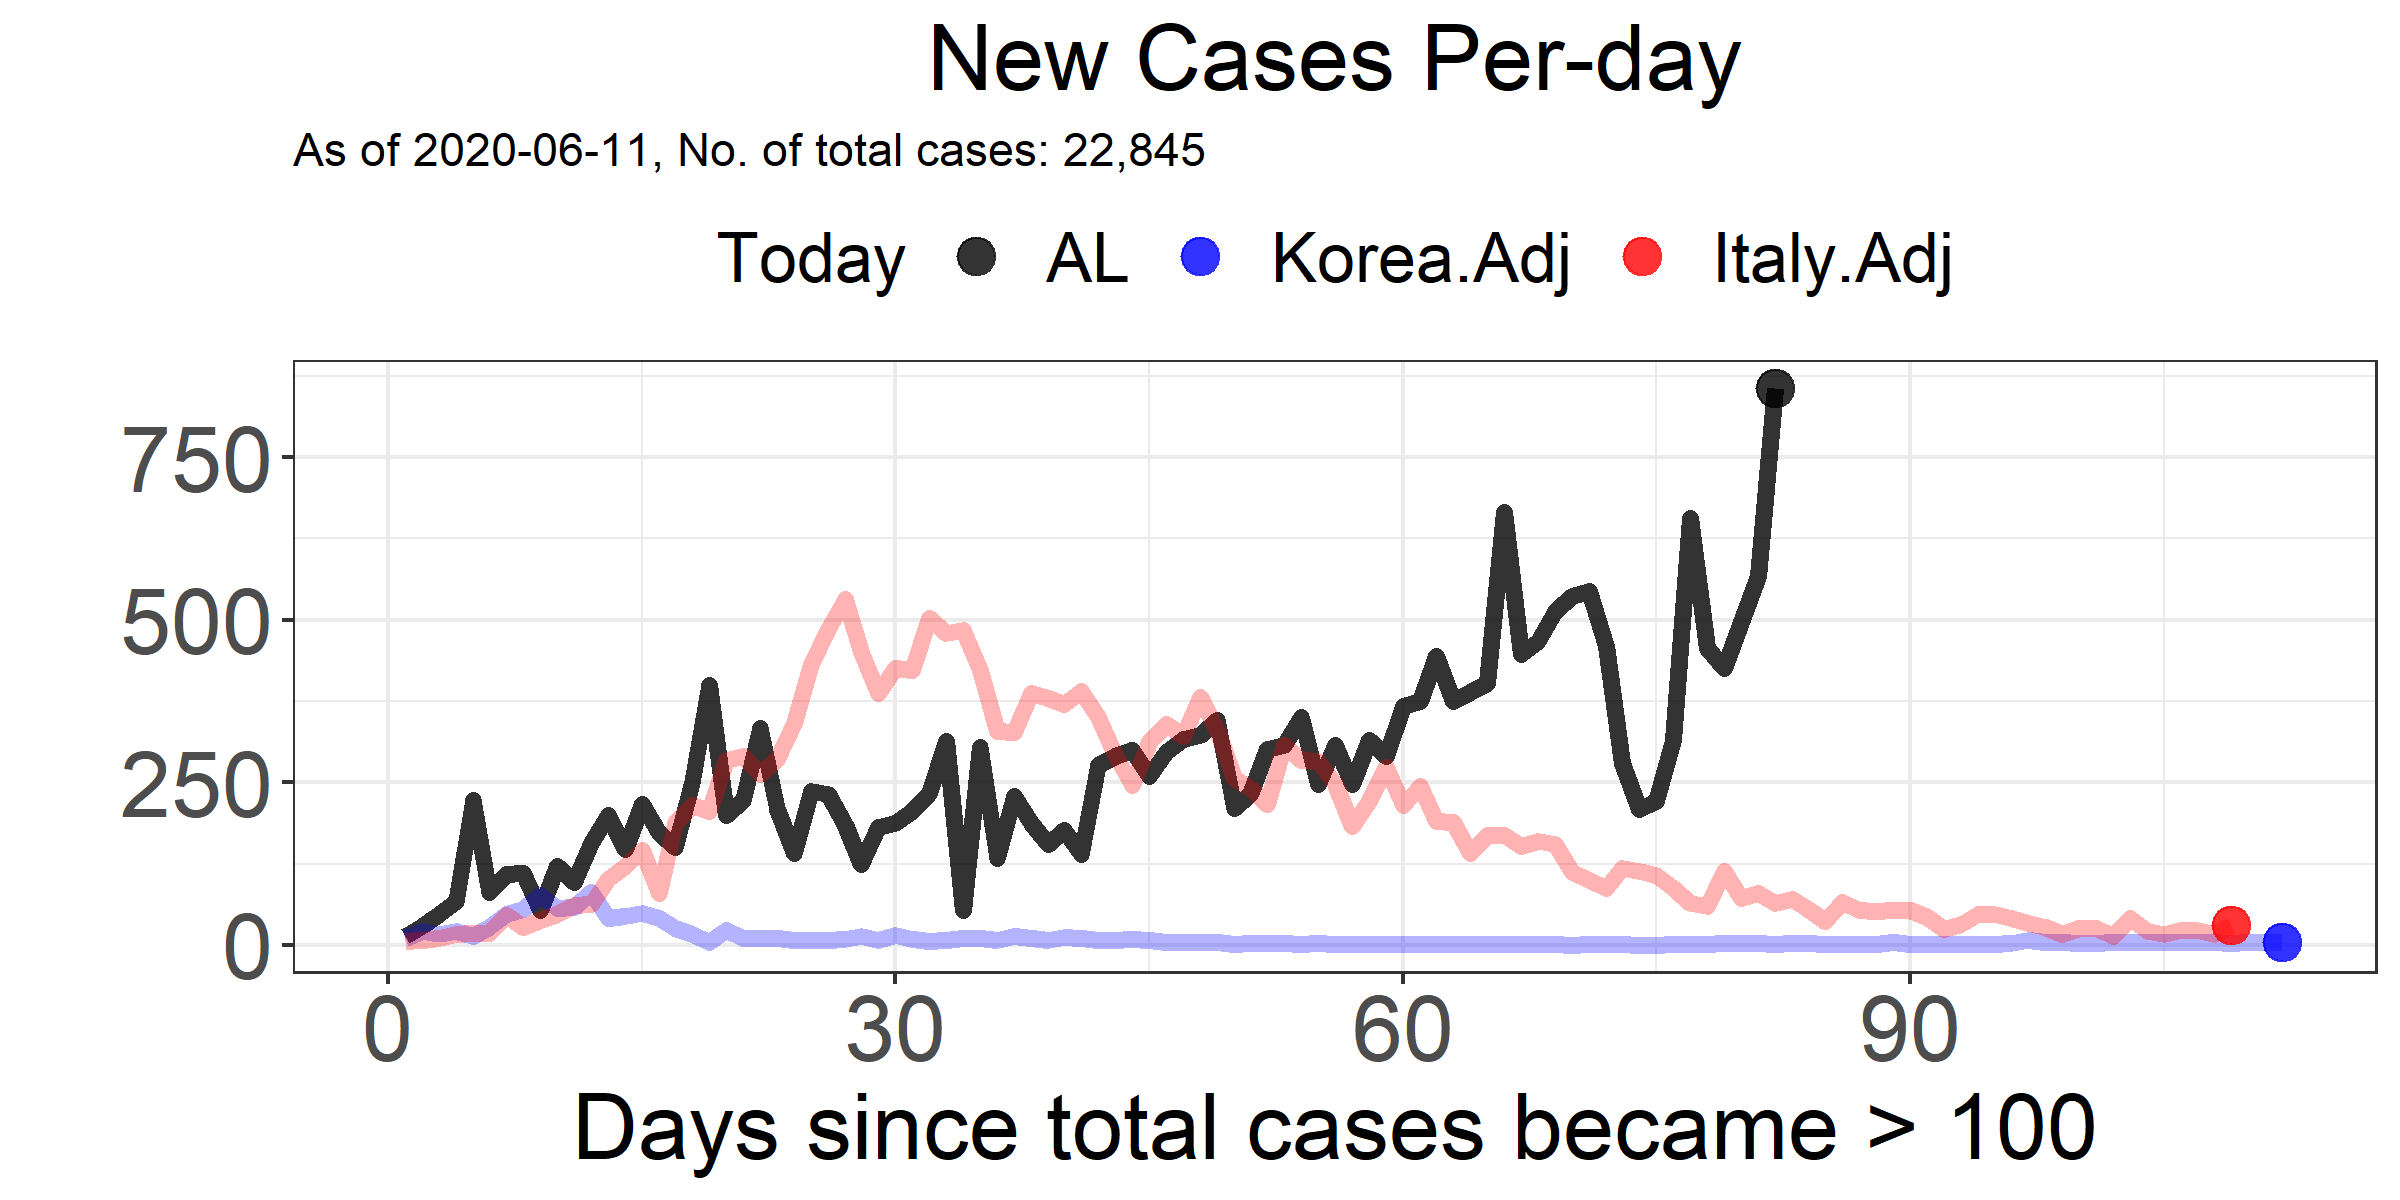 New Cases Per-day
As of 2020-06-11, No. of total cases: 22,845
Today AL Korea.Adj Italy.Adj
750
500
250
0
0 30 60 90
Days since total cases became > 100